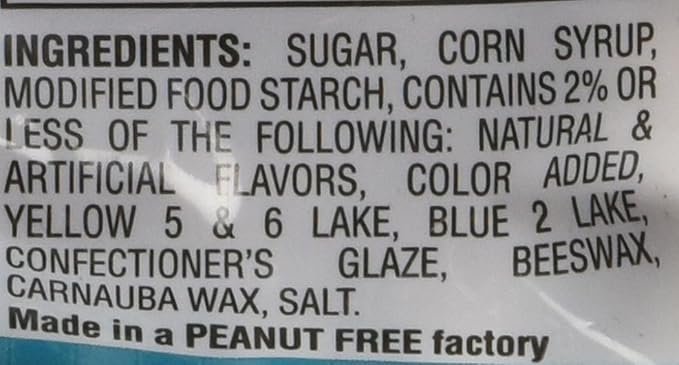 INGREDIENTS: SUGAR, CORN SYRUP,
MODIFIED FOOD STARCH, CONTAINS 2% OR
LESS OF THE FOLLOWING: NATURAL &
ARTIFICIAL FLAVORS, COLOR ADDED,
YELLOW 5 & 6 LAKE, BLUE 2 LAKE,
CONFECTIONER'S GLAZE, BEESWAX,
CARNAUBA WAX, SALT.
Made in a PEANUT FREE factory